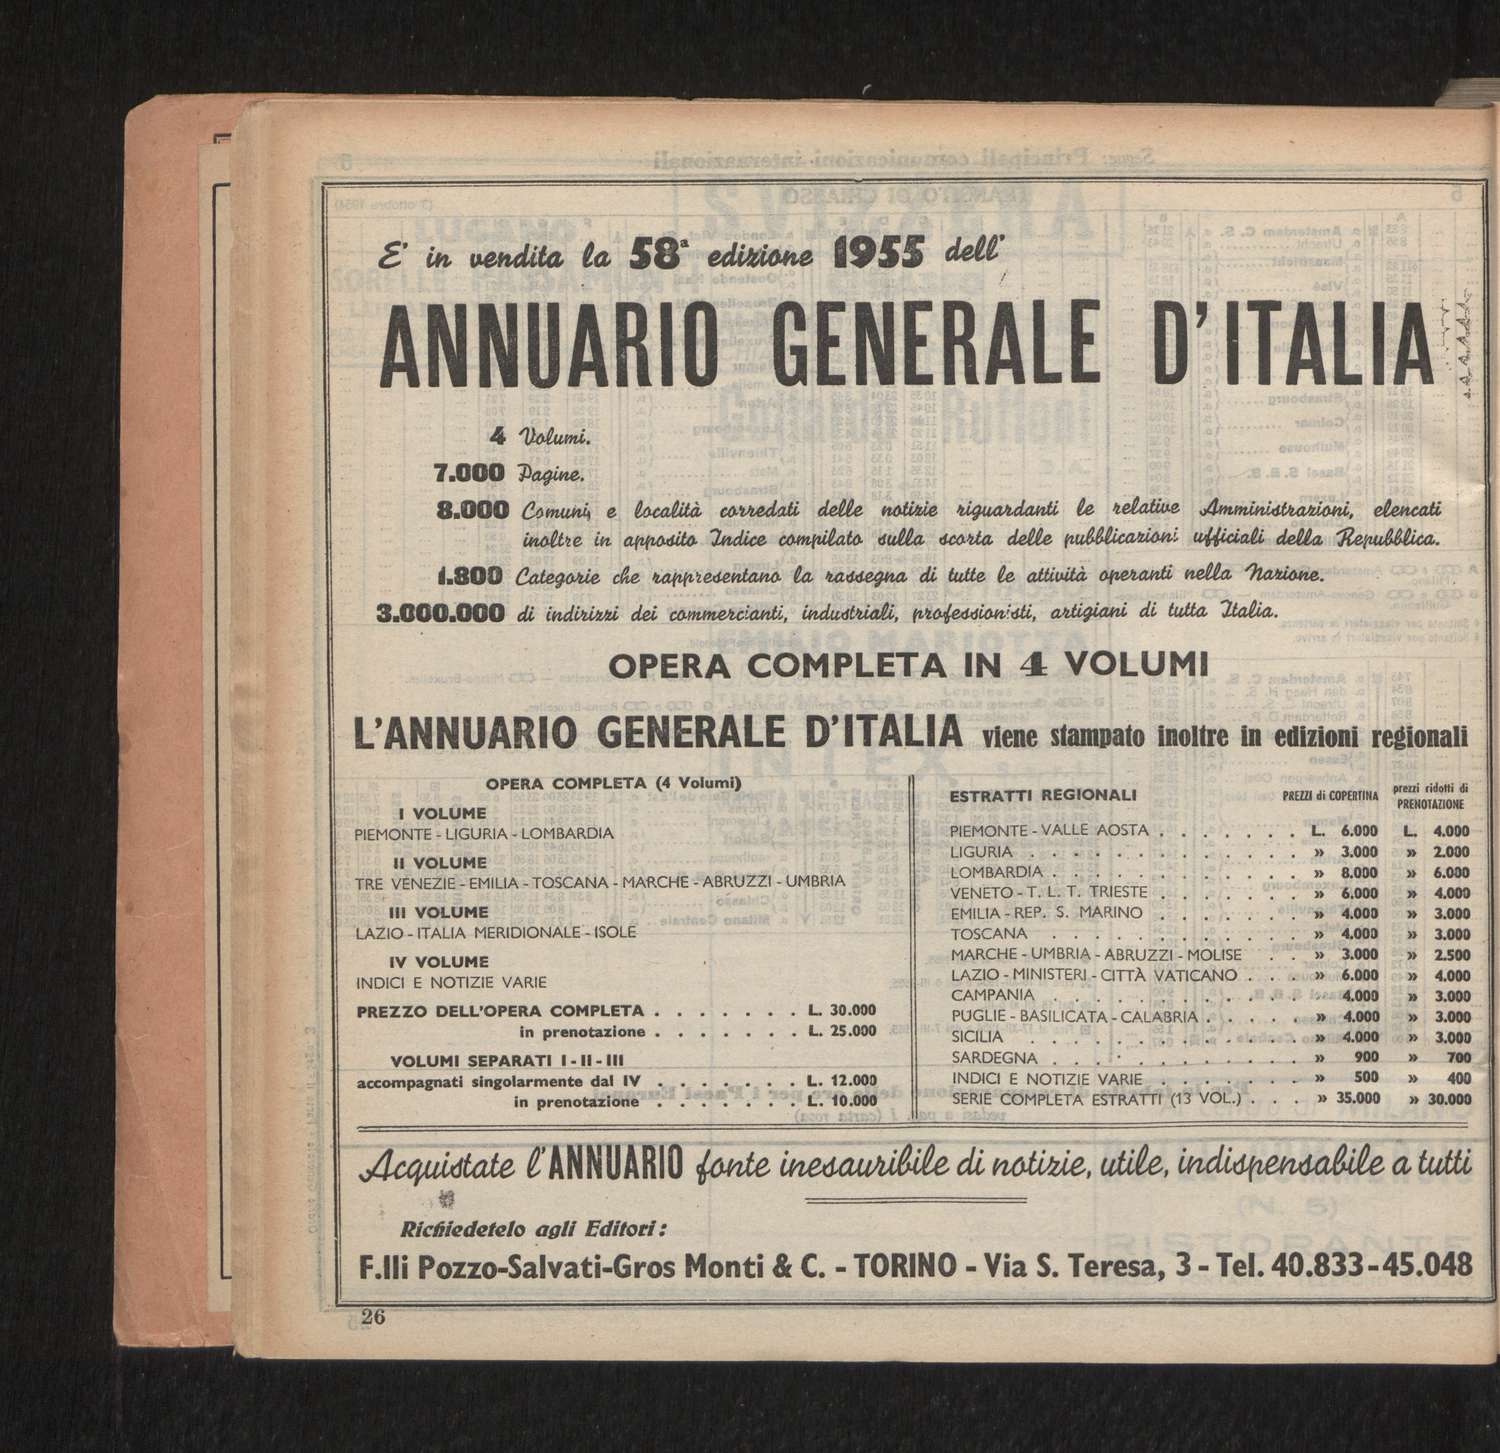 E' in vendita la 58ª edizione 1955 dell'
ANNUARIO GENERALE D'ITALIA
4 Volumi.
7.000 Pagine.
8.000 Comuni, e località corredati delle notizie riguardanti le relative Amministrazioni, elencati
inoltre in apposito Indice compilato sulla scorta delle pubblicazioni ufficiali della Repubblica.
1.800 Categorie che rappresentano la rassegna di tutte le attività operanti nella Nazione.
3.000.000 di indirizzi dei commercianti, industriali, professionisti, artigiani di tutta Italia.
OPERA COMPLETA IN 4 VOLUMI
L'ANNUARIO GENERALE D'ITALIA viene stampato inoltre in edizioni regionali
OPERA COMPLETA (4 Volumi)
I VOLUME
PIEMONTE - LIGURIA - LOMBARDIA
II VOLUME
TRE VENEZIE - EMILIA - TOSCANA - MARCHE - ABRUZZI - UMBRIA
III VOLUME
LAZIO - ITALIA MERIDIONALE - ISOLE
IV VOLUME
INDICI E NOTIZIE VARIE
PREZZO DELL'OPERA COMPLETA . . . . . . . L. 30.000
in prenotazione . . . . . . . L. 25.000
VOLUMI SEPARATI I - II - III
accompagnati singolarmente dal IV . . . . . . . L. 12.000
in prenotazione . . . . . . . L. 10.000
ESTRATTI REGIONALI PREZZI di COPERTINA prezzi ridotti di PRENOTAZIONE
PIEMONTE - VALLE AOSTA . . . . . . . L. 6.000 L. 4.000
LIGURIA . . . . . . . . . . . . . » 3.000 » 2.000
LOMBARDIA . . . . . . . . . . . . » 8.000 » 6.000
VENETO - T. L. T. TRIESTE . . . . . . . » 6.000 » 4.000
EMILIA - REP. S. MARINO . . . . . . . » 4.000 » 3.000
TOSCANA . . . . . . . . . . . . » 4.000 » 3.000
MARCHE - UMBRIA - ABRUZZI - MOLISE . . » 3.000 » 2.500
LAZIO - MINISTERI - CITTÀ VATICANO . . . » 6.000 » 4.000
CAMPANIA . . . . . . . . . . . . » 4.000 » 3.000
PUGLIE - BASILICATA - CALABRIA . . . . . » 4.000 » 3.000
SICILIA . . . . . . . . . . . . . » 4.000 » 3.000
SARDEGNA . . . . . . . . . . . . » 900 » 700
INDICI E NOTIZIE VARIE . . . . . . . » 500 » 400
SERIE COMPLETA ESTRATTI (13 VOL.) . . . » 35.000 » 30.000
Acquistate l'ANNUARIO fonte inesauribile di notizie, utile, indispensabile a tutti
Richiedetelo agli Editori:
F.lli Pozzo-Salvati-Gros Monti & C. - TORINO - Via S. Teresa, 3 - Tel. 40.833-45.048
26